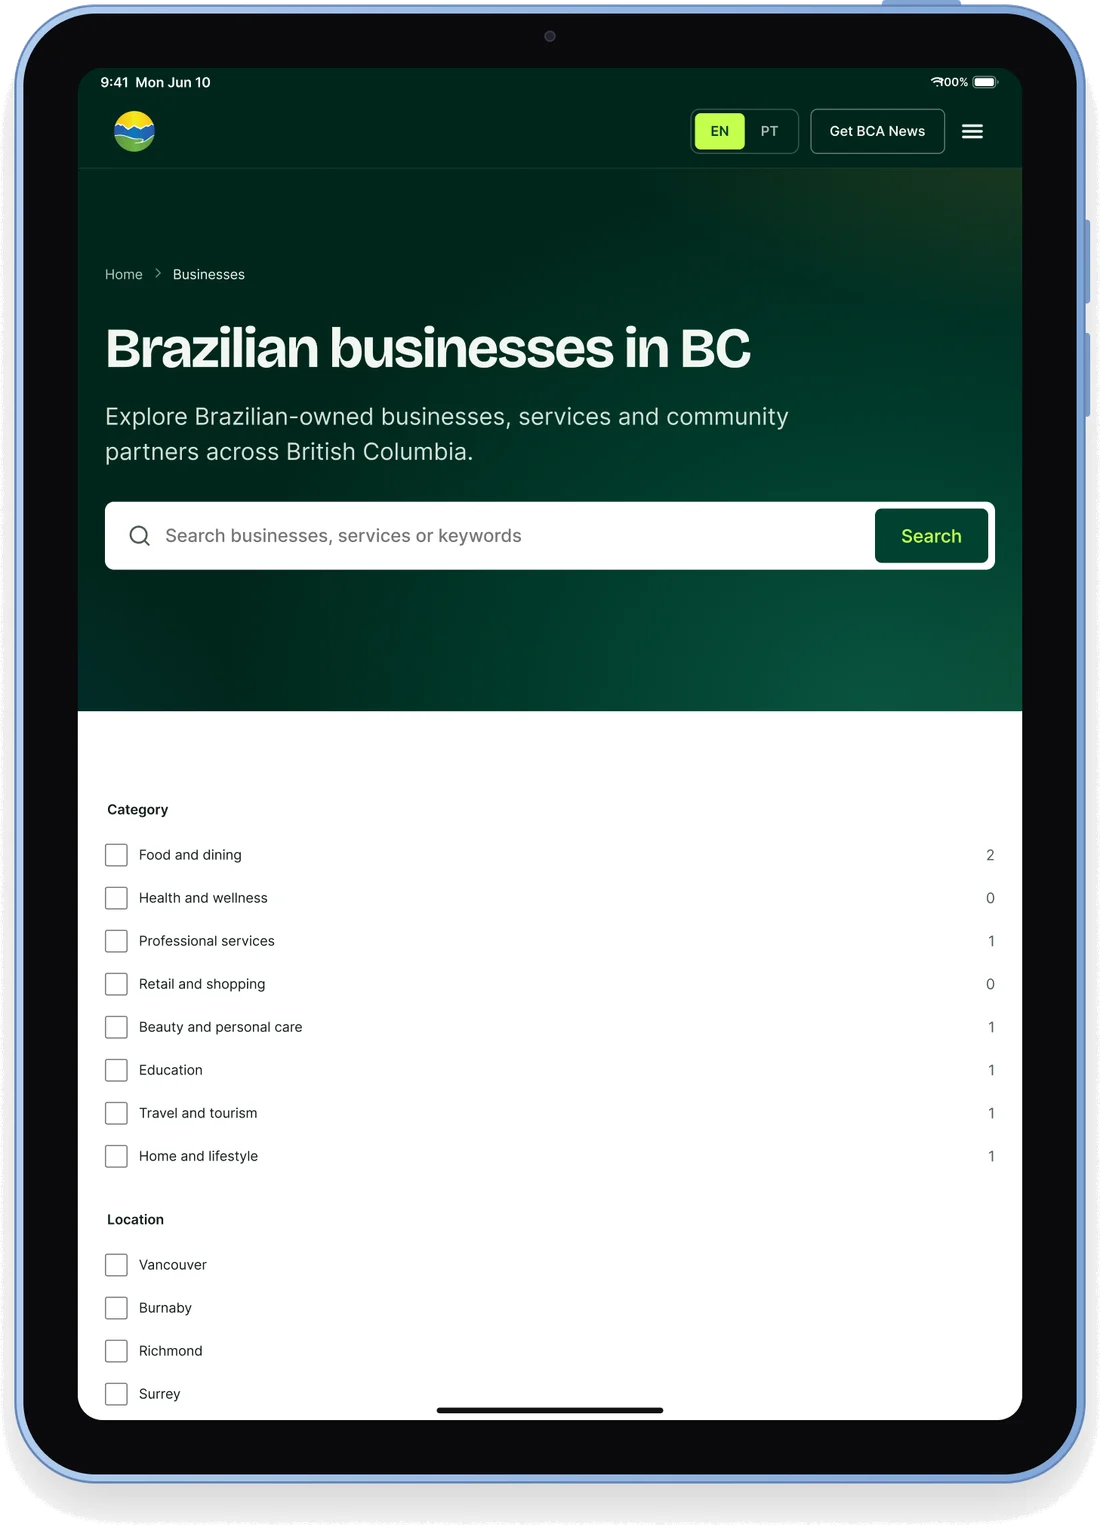 9:41 Mon Jun 10
100%
EN PT Get BCA News
Home Businesses
Brazilian businesses in BC
Explore Brazilian-owned businesses, services and community
partners across British Columbia.
Search businesses, services or keywords Search
Category
Food and dining 2
Health and wellness 0
Professional services 1
Retail and shopping 0
Beauty and personal care 1
Education 1
Travel and tourism 1
Home and lifestyle 1
Location
Vancouver
Burnaby
Richmond
Surrey